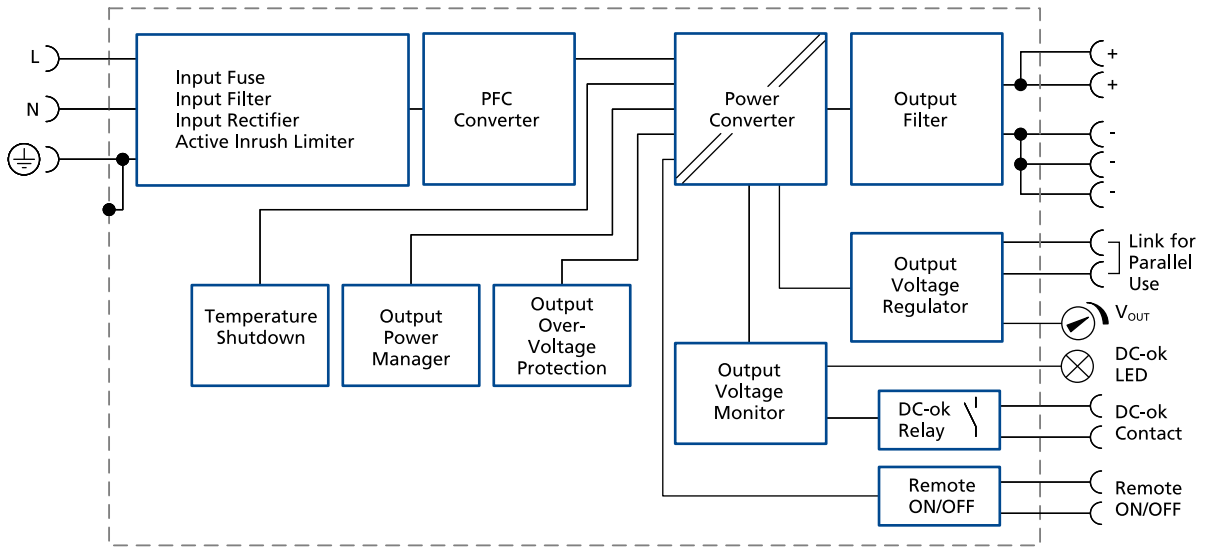 L
N
Input Fuse
Input Filter
Input Rectifier
Active Inrush Limiter
PFC
Converter
Power
Converter
Output
Filter
+
+
-
-
-
Temperature
Shutdown
Output
Power
Manager
Output
Over-
Voltage
Protection
Output
Voltage
Regulator
Link for
Parallel
Use
VOUT
Output
Voltage
Monitor
DC-ok
LED
DC-ok
Relay
DC-ok
Contact
Remote
ON/OFF
Remote
ON/OFF